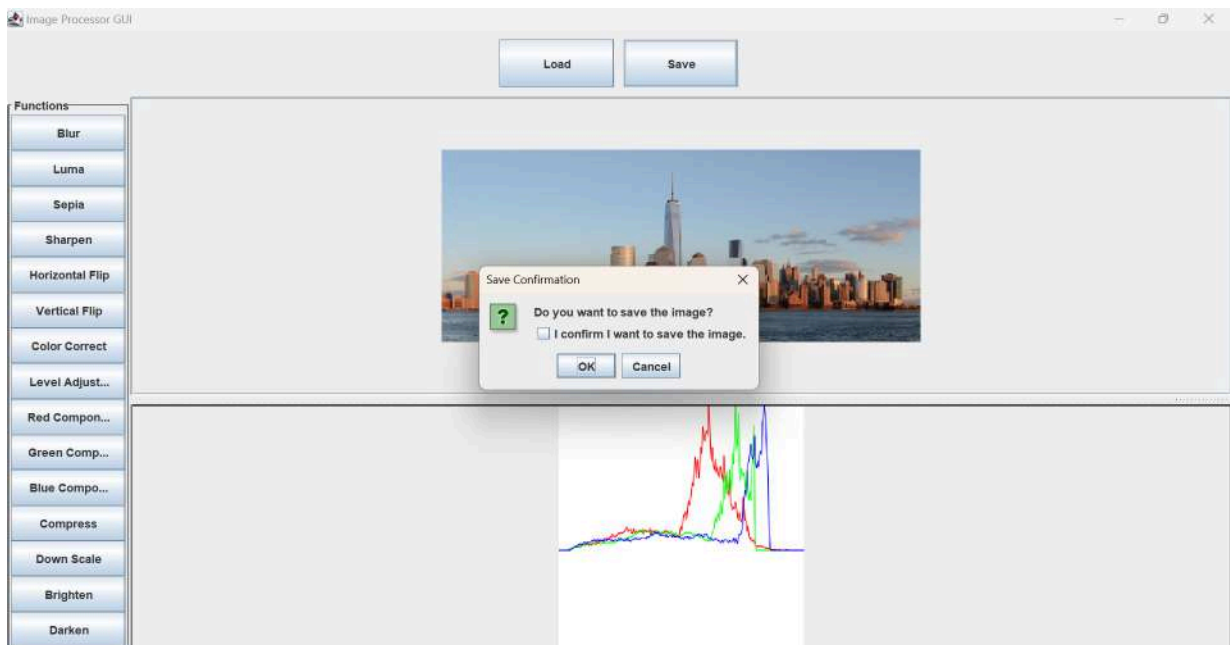 Image Processor GUI
Load
Save
Functions
Blur
Luma
Sepia
Sharpen
Horizontal Flip
Vertical Flip
Color Correct
Level Adjust...
Red Compon...
Green Comp...
Blue Compo...
Compress
Down Scale
Brighten
Darken
Save Confirmation
?
Do you want to save the image?
I confirm I want to save the image.
OK
Cancel